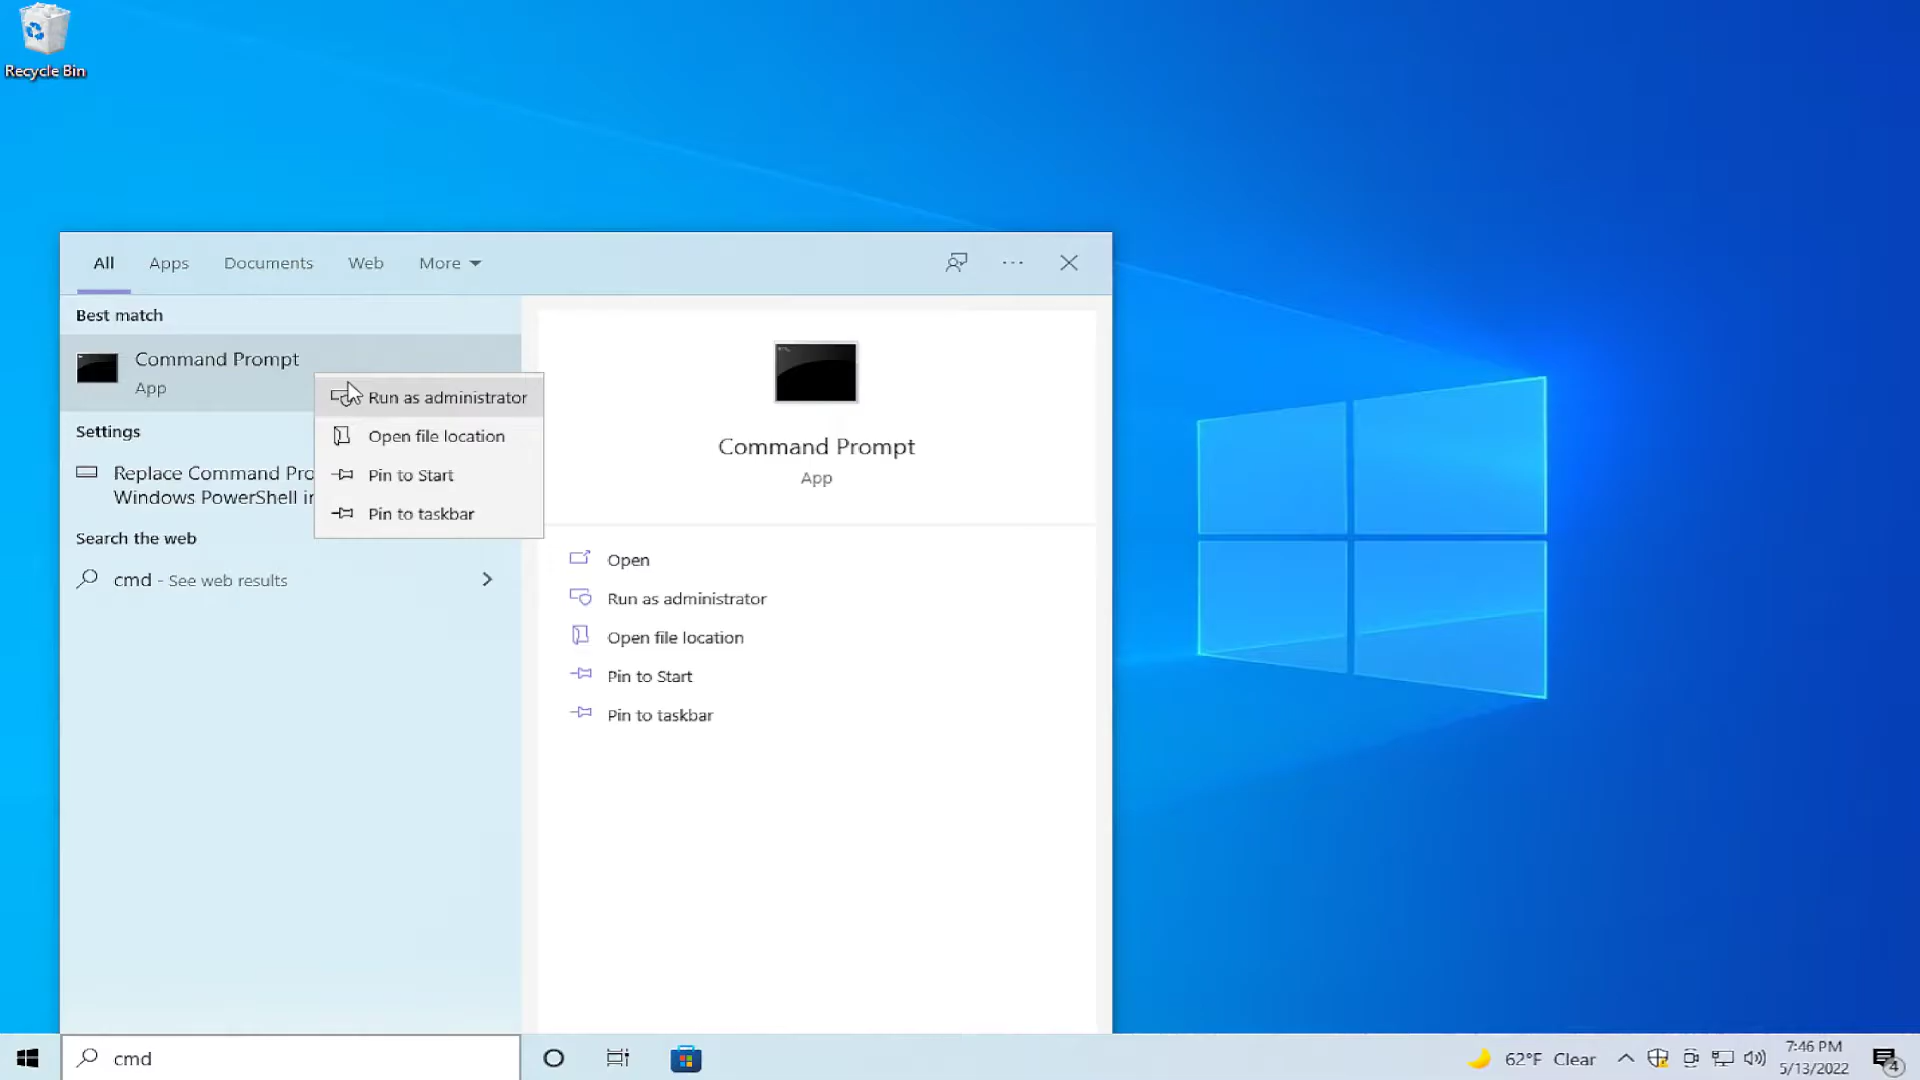 Recycle Bin
All
Apps
Documents
Web
More
Best match
Command Prompt
App
Run as administrator
Open file location
Pin to Start
Pin to taskbar
Settings
Replace Command Pro
Windows PowerShell in
Search the web
cmd - See web results
Command Prompt
App
Open
Run as administrator
Open file location
Pin to Start
Pin to taskbar
cmd
62°F Clear
7:46 PM
5/13/2022
4